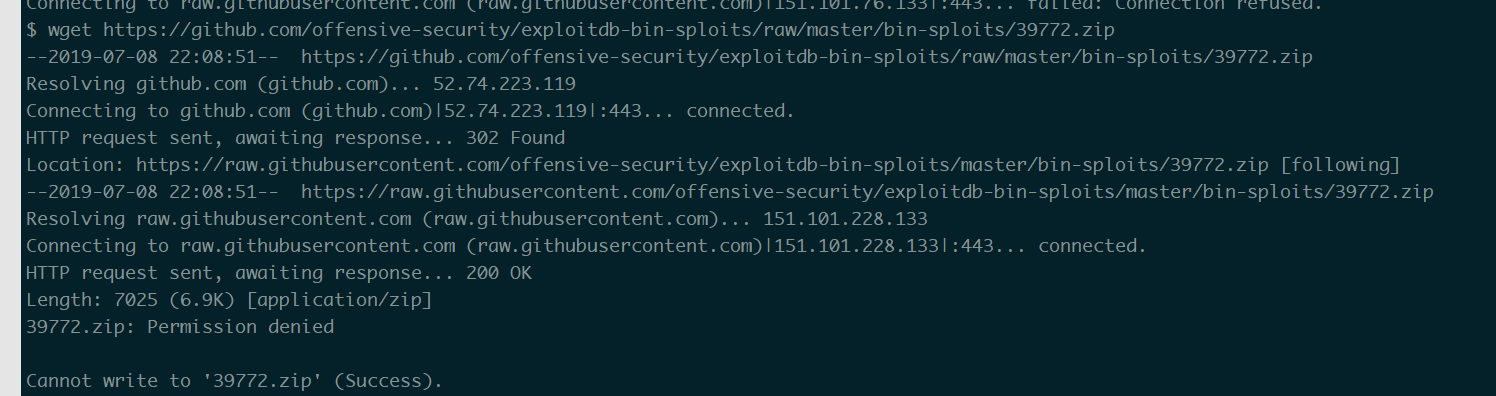 Connecting to raw.githubusercontent.com (raw.githubusercontent.com)|151.101.76.133|:443... failed: Connection refused.
$ wget https://github.com/offensive-security/exploitdb-bin-sploits/raw/master/bin-sploits/39772.zip
--2019-07-08 22:08:51--  https://github.com/offensive-security/exploitdb-bin-sploits/raw/master/bin-sploits/39772.zip
Resolving github.com (github.com)... 52.74.223.119
Connecting to github.com (github.com)|52.74.223.119|:443... connected.
HTTP request sent, awaiting response... 302 Found
Location: https://raw.githubusercontent.com/offensive-security/exploitdb-bin-sploits/master/bin-sploits/39772.zip [following]
--2019-07-08 22:08:51--  https://raw.githubusercontent.com/offensive-security/exploitdb-bin-sploits/master/bin-sploits/39772.zip
Resolving raw.githubusercontent.com (raw.githubusercontent.com)... 151.101.228.133
Connecting to raw.githubusercontent.com (raw.githubusercontent.com)|151.101.228.133|:443... connected.
HTTP request sent, awaiting response... 200 OK
Length: 7025 (6.9K) [application/zip]
39772.zip: Permission denied
Cannot write to '39772.zip' (Success).